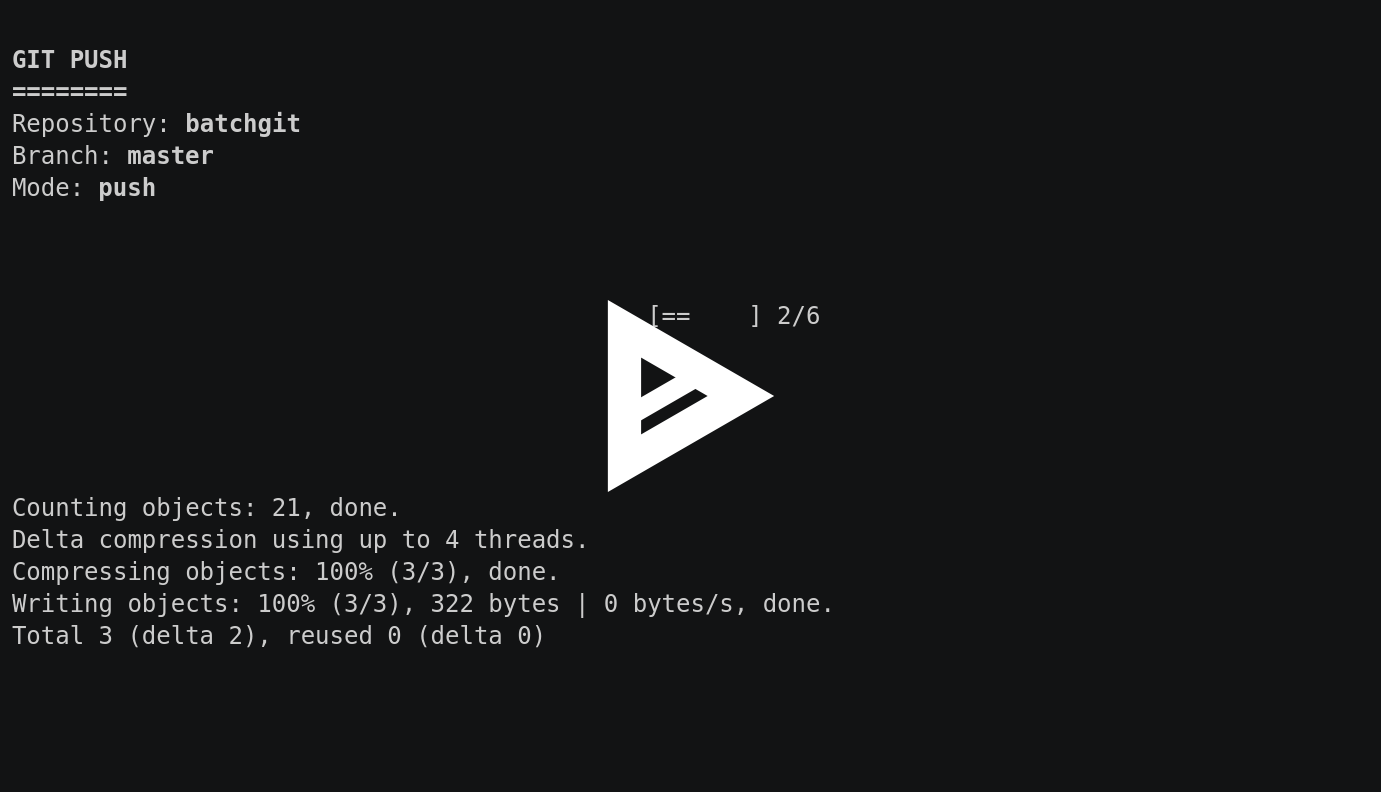 GIT PUSH
========
Repository: batchgit
Branch: master
Mode: push
[==    ] 2/6
Counting objects: 21, done.
Delta compression using up to 4 threads.
Compressing objects: 100% (3/3), done.
Writing objects: 100% (3/3), 322 bytes | 0 bytes/s, done.
Total 3 (delta 2), reused 0 (delta 0)